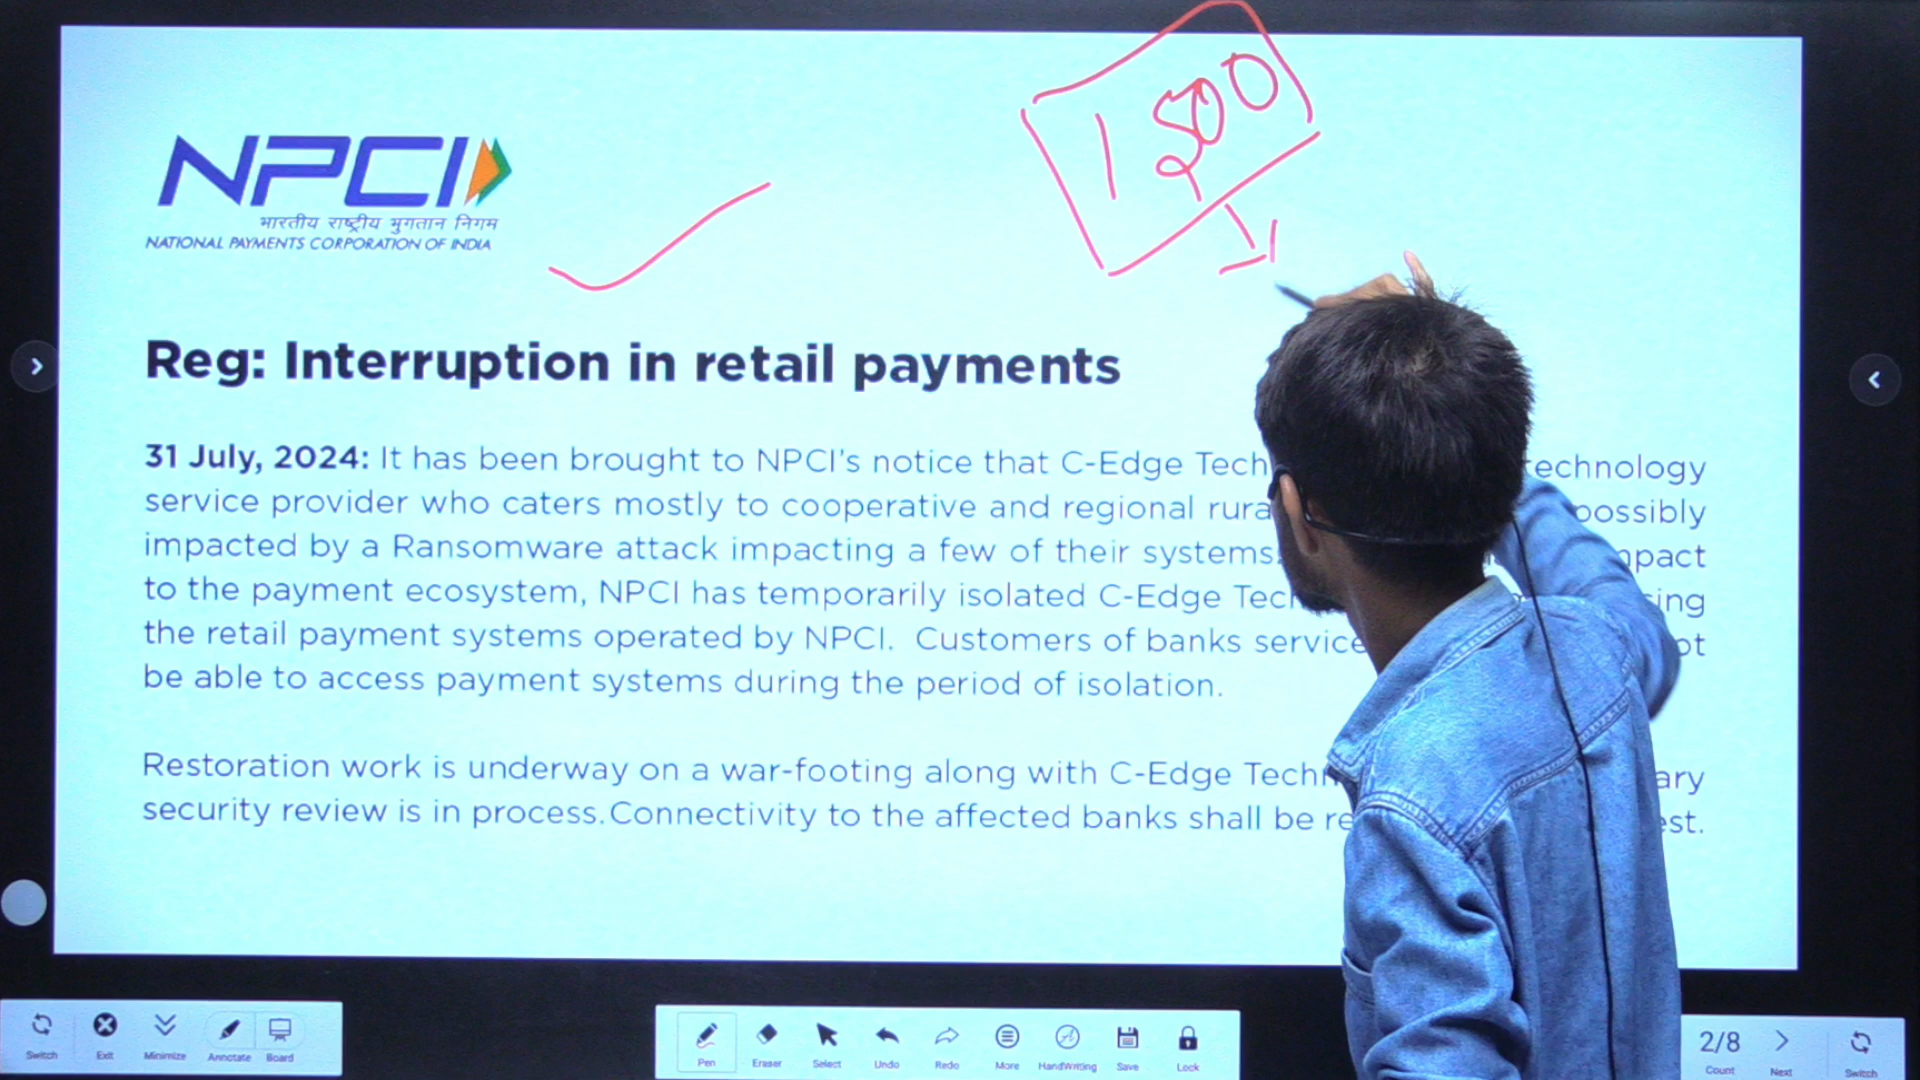 1500
NPCI
भारतीय राष्ट्रीय भुगतान निगम
NATIONAL PAYMENTS CORPORATION OF INDIA
Reg: Interruption in retail payments
31 July, 2024: It has been brought to NPCI's notice that C-Edge Tech echnology
service provider who caters mostly to cooperative and regional rura possibly
impacted by a Ransomware attack impacting a few of their systems. mpact
to the payment ecosystem, NPCI has temporarily isolated C-Edge Tech ing
the retail payment systems operated by NPCI. Customers of banks service ot
be able to access payment systems during the period of isolation.
Restoration work is underway on a war-footing along with C-Edge Techn ary
security review is in process.Connectivity to the affected banks shall be re est.
Switch Exit Minimize Annotate Board
Pen Eraser Select Undo Redo More HandWriting Save Lock
2/8
Count Next Switch